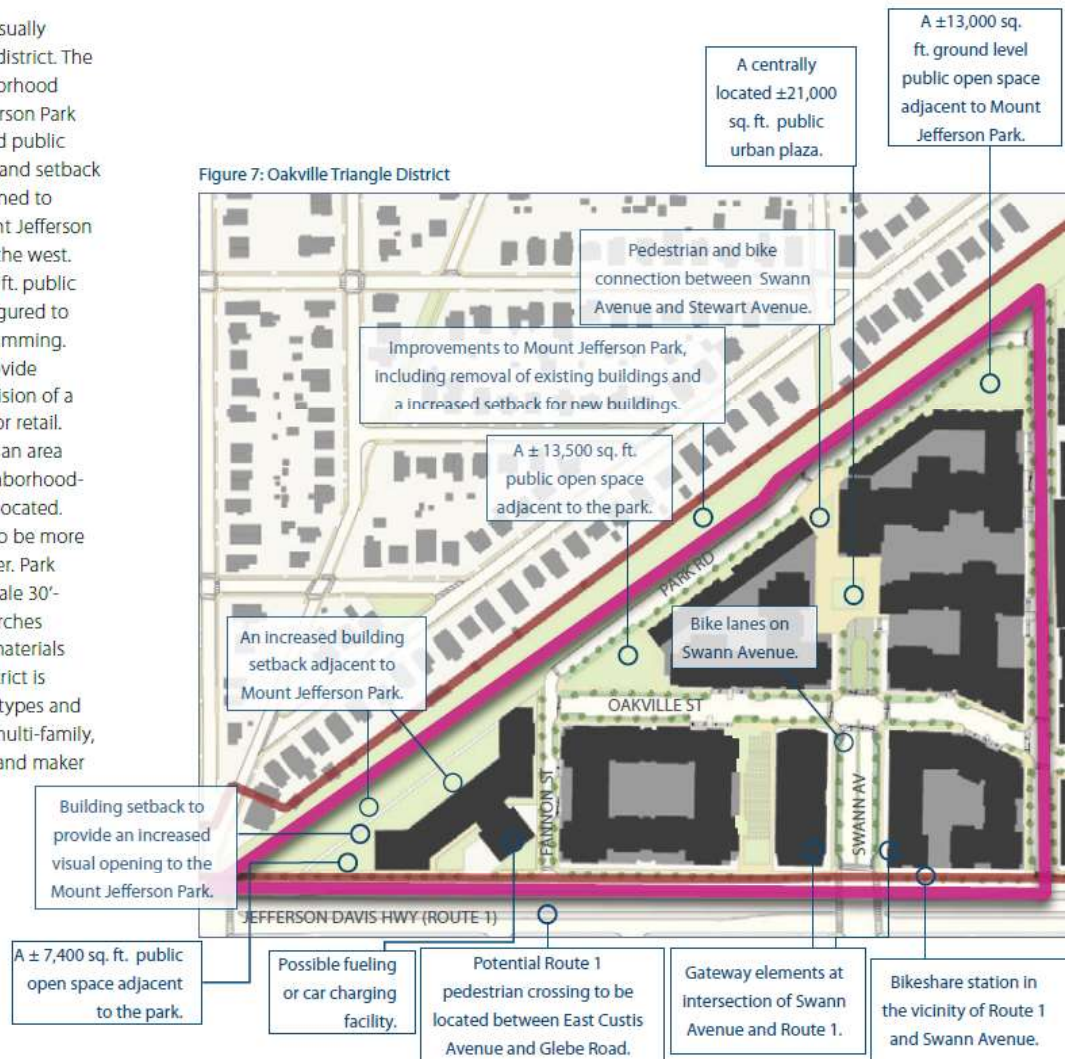 sually
district. The
orhood
rson Park
d public
and setback
ned to
nt Jefferson
the west.
ft. public
gured to
mming.
vide
ision of a
or retail.
an area
nborhood-
ocated.
o be more
er. Park
ale 30'-
rches
naterials
rict is
types and
nulti-family,
and maker
Figure 7: Oakville Triangle District
A centrally
located ±21,000
sq. ft. public
urban plaza.
A ±13,000 sq.
ft. ground level
public open space
adjacent to Mount
Jefferson Park.
Pedestrian and bike
connection between Swann
Avenue and Stewart Avenue.
Improvements to Mount Jefferson Park,
including removal of existing buildings and
a increased setback for new buildings.
A ± 13,500 sq. ft.
public open space
adjacent to the park.
PARK RD
An increased building
setback adjacent to
Mount Jefferson Park.
Bike lanes on
Swann Avenue.
OAKVILLE ST
FANNON ST
SWANN AV
Building setback to
provide an increased
visual opening to the
Mount Jefferson Park.
JEFFERSON DAVIS HWY (ROUTE 1)
A ± 7,400 sq. ft. public
open space adjacent
to the park.
Possible fueling
or car charging
facility.
Potential Route 1
pedestrian crossing to be
located between East Custis
Avenue and Glebe Road.
Gateway elements at
intersection of Swann
Avenue and Route 1.
Bikeshare station in
the vicinity of Route 1
and Swann Avenue.